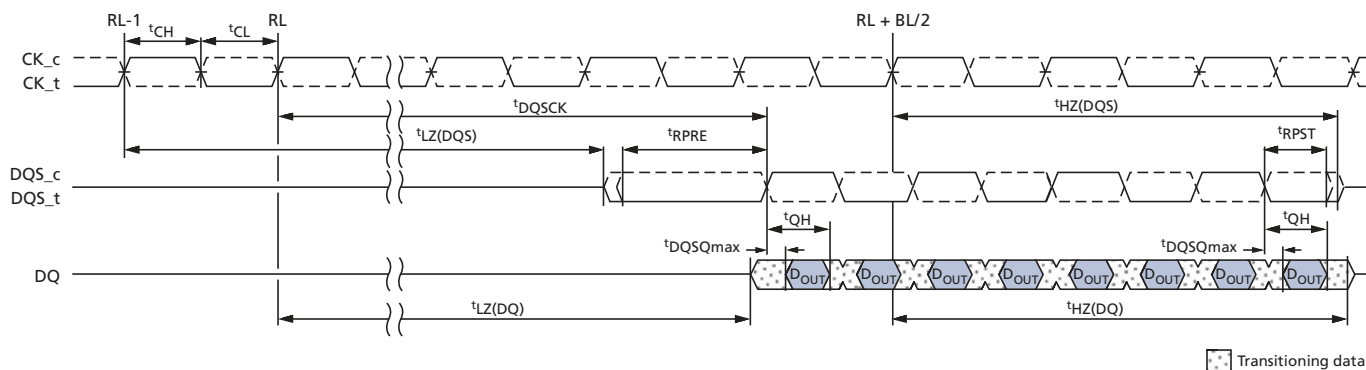 RL-1 RL RL + BL/2
tCH tCL
CK_c
CK_t
tDQSCK tHZ(DQS)
tLZ(DQS) tRPRE tRPST
DQS_c
DQS_t
tQH tQH
tDQSQmax tDQSQmax
DQ DOUT DOUT DOUT DOUT DOUT DOUT DOUT DOUT
tLZ(DQ) tHZ(DQ)
Transitioning data